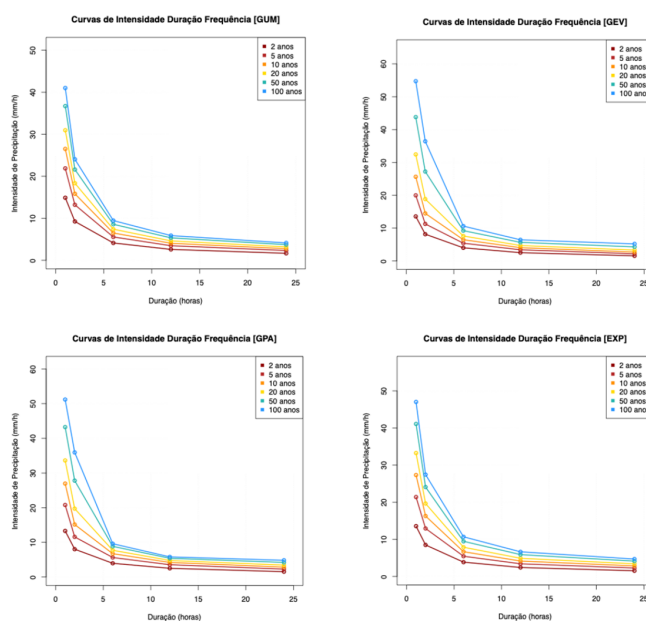 Curvas de Intensidade Duração Frequência [GUM]
Intensidade de Precipitação (mm/h)
50
40
30
20
10
0
2 anos
5 anos
10 anos
20 anos
50 anos
100 anos
0 5 10 15 20 25
Duração (horas)
Curvas de Intensidade Duração Frequência [GEV]
Intensidade de Precipitação (mm/h)
60
50
40
30
20
10
0
2 anos
5 anos
10 anos
20 anos
50 anos
100 anos
0 5 10 15 20 25
Duração (horas)
Curvas de Intensidade Duração Frequência [GPA]
Intensidade de Precipitação (mm/h)
60
50
40
30
20
10
0
2 anos
5 anos
10 anos
20 anos
50 anos
100 anos
0 5 10 15 20 25
Duração (horas)
Curvas de Intensidade Duração Frequência [EXP]
Intensidade de Precipitação (mm/h)
50
40
30
20
10
0
2 anos
5 anos
10 anos
20 anos
50 anos
100 anos
0 5 10 15 20 25
Duração (horas)